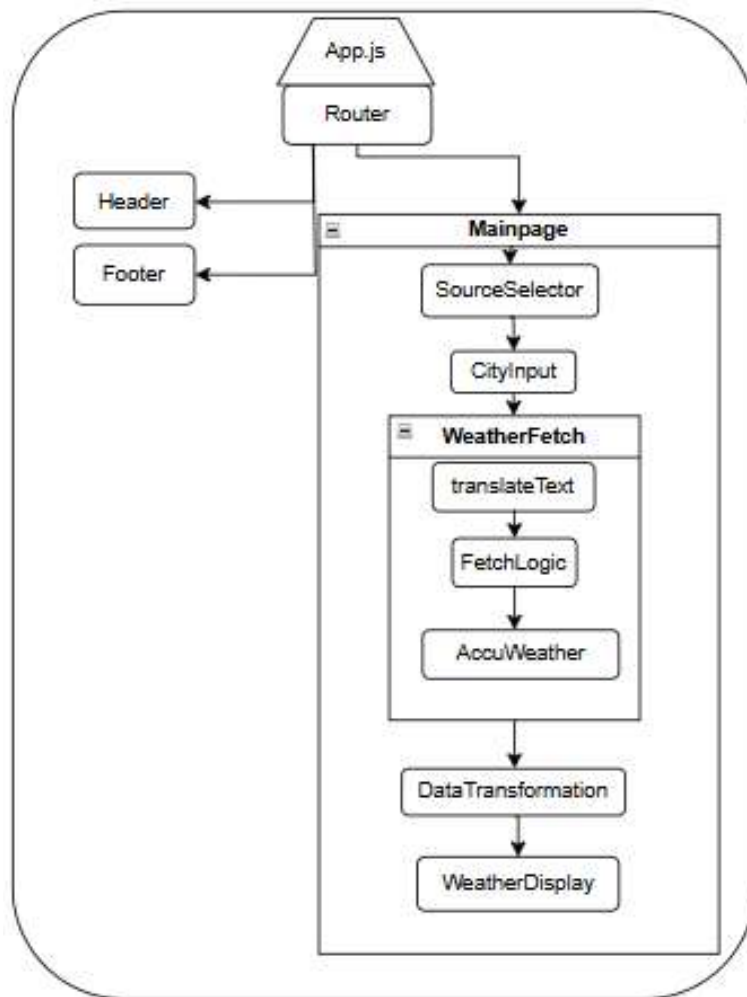 App.js
Router
Header
Footer
Mainpage
SourceSelector
CityInput
WeatherFetch
translateText
FetchLogic
AccuWeather
DataTransformation
WeatherDisplay